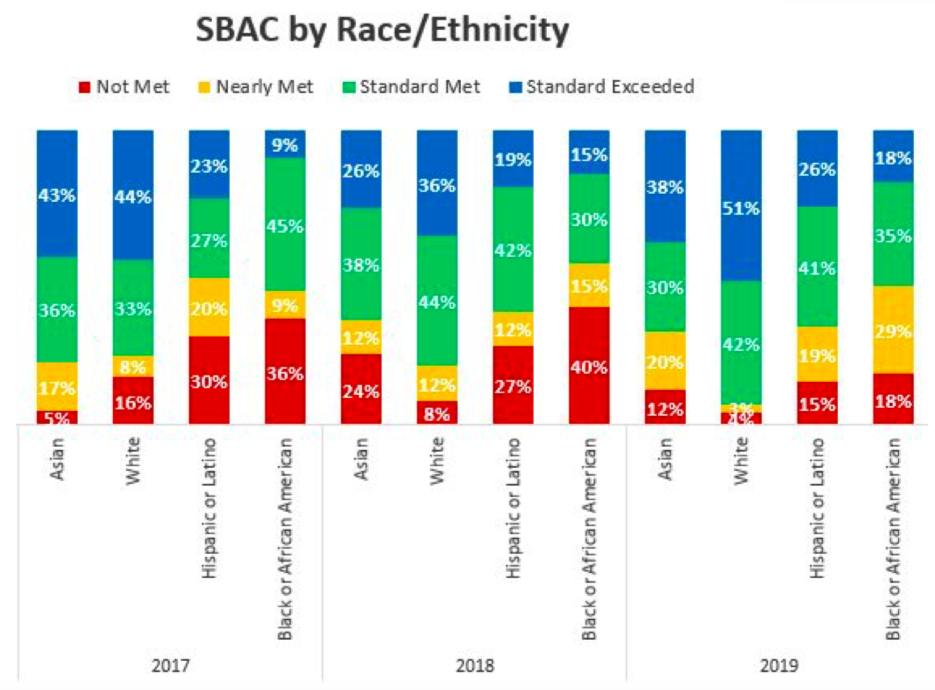 SBAC by Race/Ethnicity
Not Met Nearly Met Standard Met Standard Exceeded
43% 44% 23% 9% 26% 36% 19% 15% 38% 51% 26% 18%
36% 33% 27% 45% 38% 44% 42% 30% 30% 42% 41% 35%
17% 8% 20% 9% 12% 12% 12% 15% 20% 3% 19% 29%
5% 16% 30% 36% 24% 8% 27% 40% 12% 4% 15% 18%
Asian White Hispanic or Latino Black or African American Asian White Hispanic or Latino Black or African American Asian White Hispanic or Latino Black or African American
2017 2018 2019